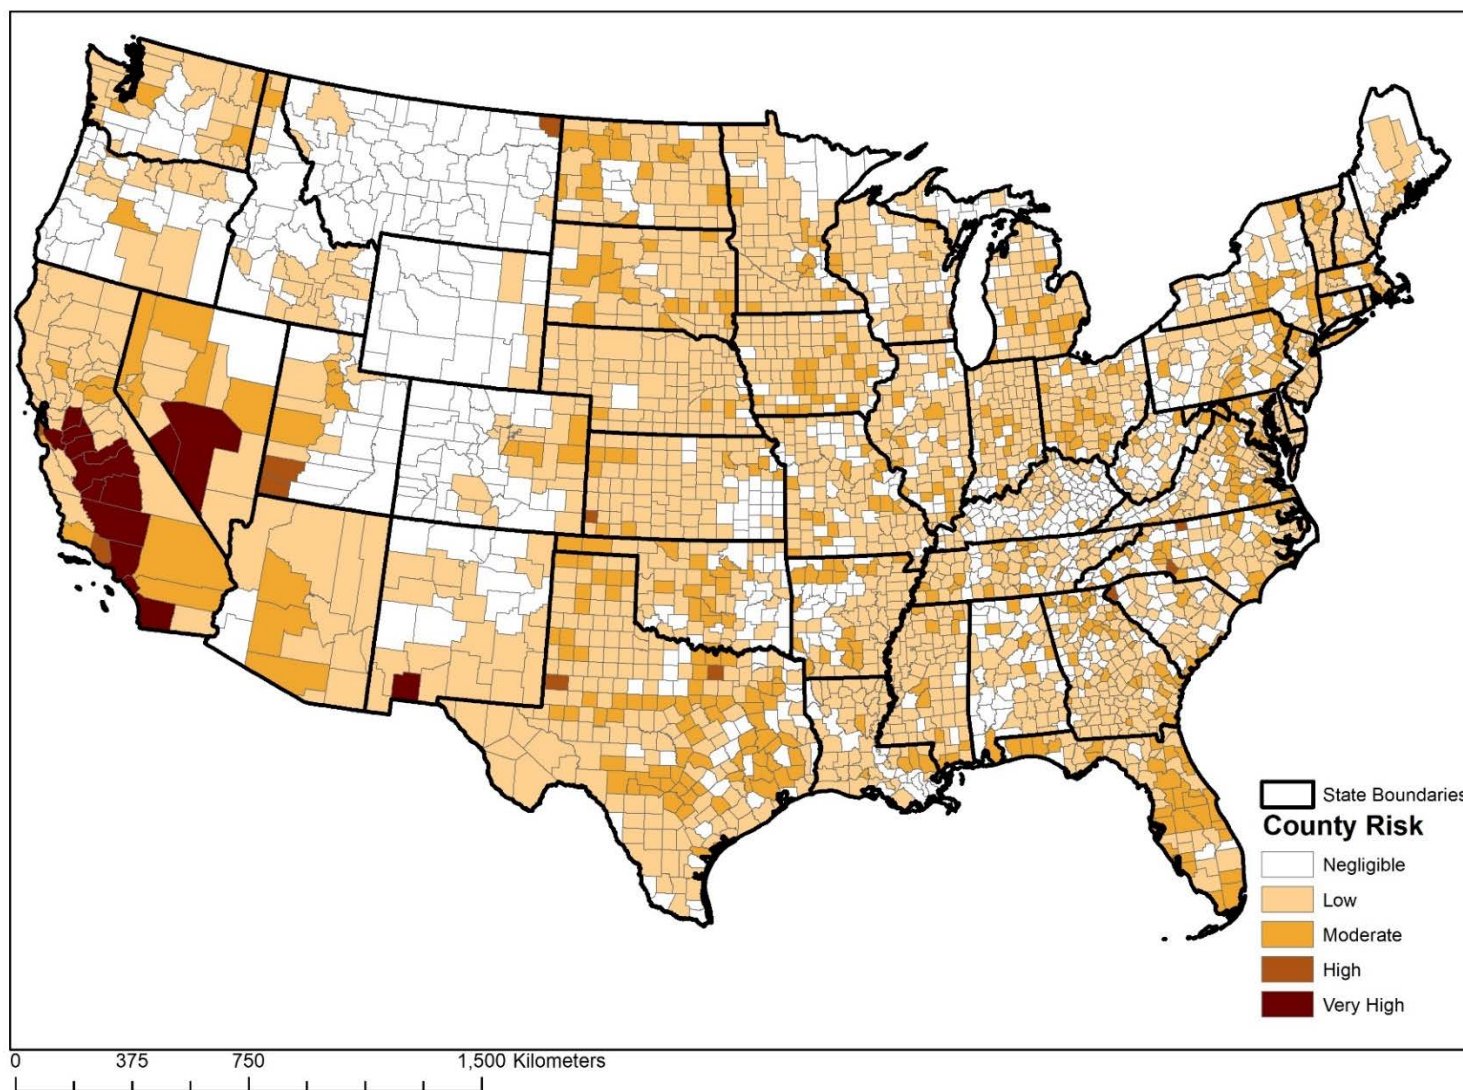 State Boundaries
County Risk
Negligible
Low
Moderate
High
Very High
0 375 750 1,500 Kilometers